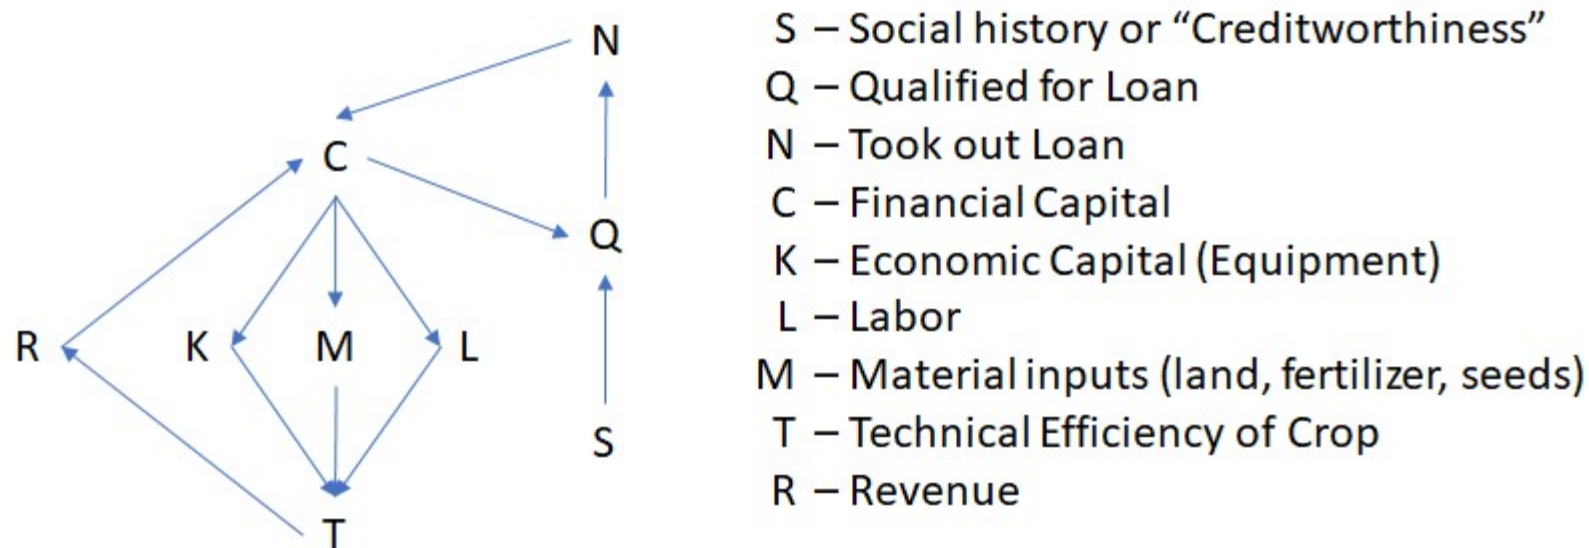 N
C
Q
R
K
M
L
S
T
S – Social history or “Creditworthiness”
Q – Qualified for Loan
N – Took out Loan
C – Financial Capital
K – Economic Capital (Equipment)
L – Labor
M – Material inputs (land, fertilizer, seeds)
T – Technical Efficiency of Crop
R – Revenue